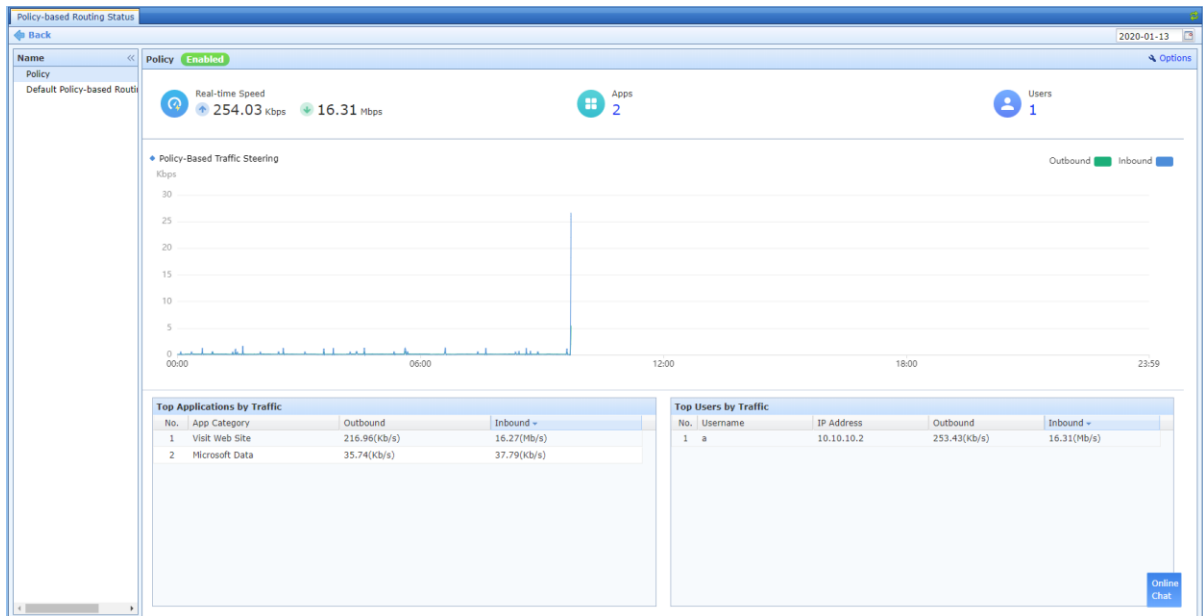 Policy-based Routing Status
Back
2020-01-13
Name
Policy
Default Policy-based Routi
Policy Enabled
Options
Real-time Speed
254.03 Kbps 16.31 Mbps
Apps
2
Users
1
Policy-Based Traffic Steering
Outbound Inbound
Kbps
30
25
20
15
10
5
0
00:00 06:00 12:00 18:00 23:59
Top Applications by Traffic
No. App Category Outbound Inbound
1 Visit Web Site 216.96(Kb/s) 16.27(Mb/s)
2 Microsoft Data 35.74(Kb/s) 37.79(Kb/s)
Top Users by Traffic
No. Username IP Address Outbound Inbound
1 a 10.10.10.2 253.43(Kb/s) 16.31(Mb/s)
Online
Chat